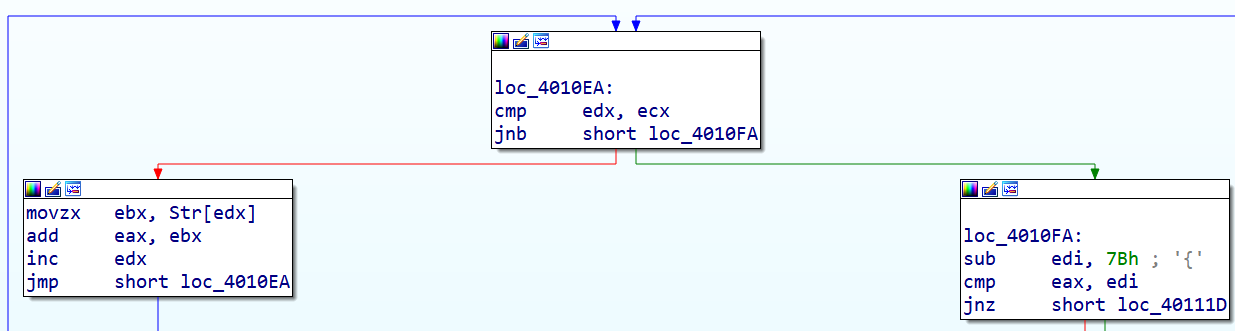 loc_4010EA:
cmp     edx, ecx
jnb     short loc_4010FA
movzx   ebx, Str[edx]
add     eax, ebx
inc     edx
jmp     short loc_4010EA
loc_4010FA:
sub     edi, 7Bh ; '{'
cmp     eax, edi
jnz     short loc_40111D